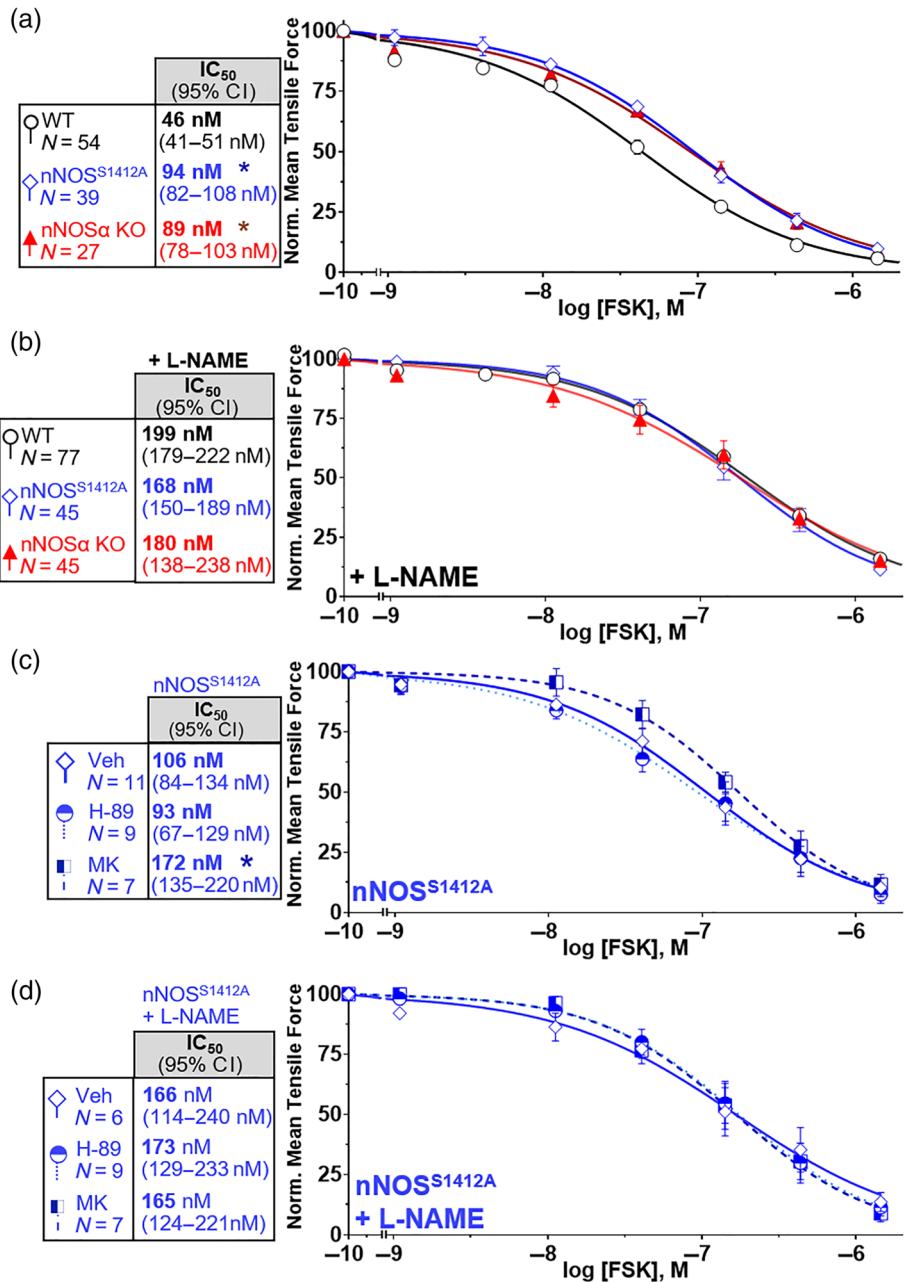 (a)
IC50
(95% CI)
WT
N = 54
46 nM
(41–51 nM)
nNOSS1412A
N = 39
94 nM *
(82–108 nM)
nNOSα KO
N = 27
89 nM *
(78–103 nM)
Norm. Mean Tensile Force
100
75
50
25
0
–10 –9 –8 –7 –6
log [FSK], M
(b)
+ L-NAME
IC50
(95% CI)
WT
N = 77
199 nM
(179–222 nM)
nNOSS1412A
N = 45
168 nM
(150–189 nM)
nNOSα KO
N = 45
180 nM
(138–238 nM)
Norm. Mean Tensile Force
100
75
50
25
0
+ L-NAME
–10 –9 –8 –7 –6
log [FSK], M
(c)
nNOSS1412A
IC50
(95% CI)
Veh
N = 11
106 nM
(84–134 nM)
H-89
N = 9
93 nM
(67–129 nM)
MK
N = 7
172 nM *
(135–220 nM)
Norm. Mean Tensile Force
100
75
50
25
0
nNOSS1412A
–10 –9 –8 –7 –6
log [FSK], M
(d)
nNOSS1412A
+ L-NAME
IC50
(95% CI)
Veh
N = 6
166 nM
(114–240 nM)
H-89
N = 9
173 nM
(129–233 nM)
MK
N = 7
165 nM
(124–221nM)
Norm. Mean Tensile Force
100
75
50
25
0
nNOSS1412A
+ L-NAME
–10 –9 –8 –7 –6
log [FSK], M